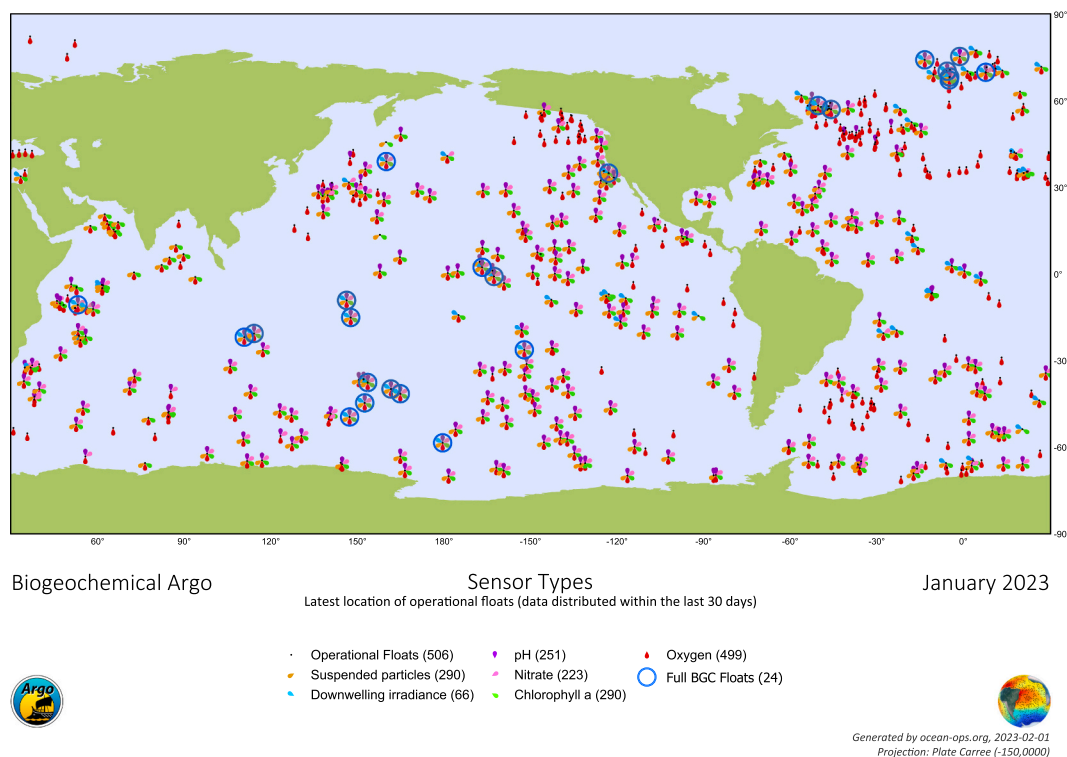 90°
60°
30°
0°
-30
-60
-90
60°
90°
120°
150°
180°
-150°
-120°
-90°
-60°
-30°
0°
Biogeochemical Argo
Sensor Types
January 2023
Latest location of operational floats (data distributed within the last 30 days)
Operational Floats (506)
pH (251)
Oxygen (499)
Suspended particles (290)
Nitrate (223)
Full BGC Floats (24)
Downwelling irradiance (66)
Chlorophyll a (290)
Argo
Generated by ocean-ops.org, 2023-02-01
Projection: Plate Carree (-150,0000)